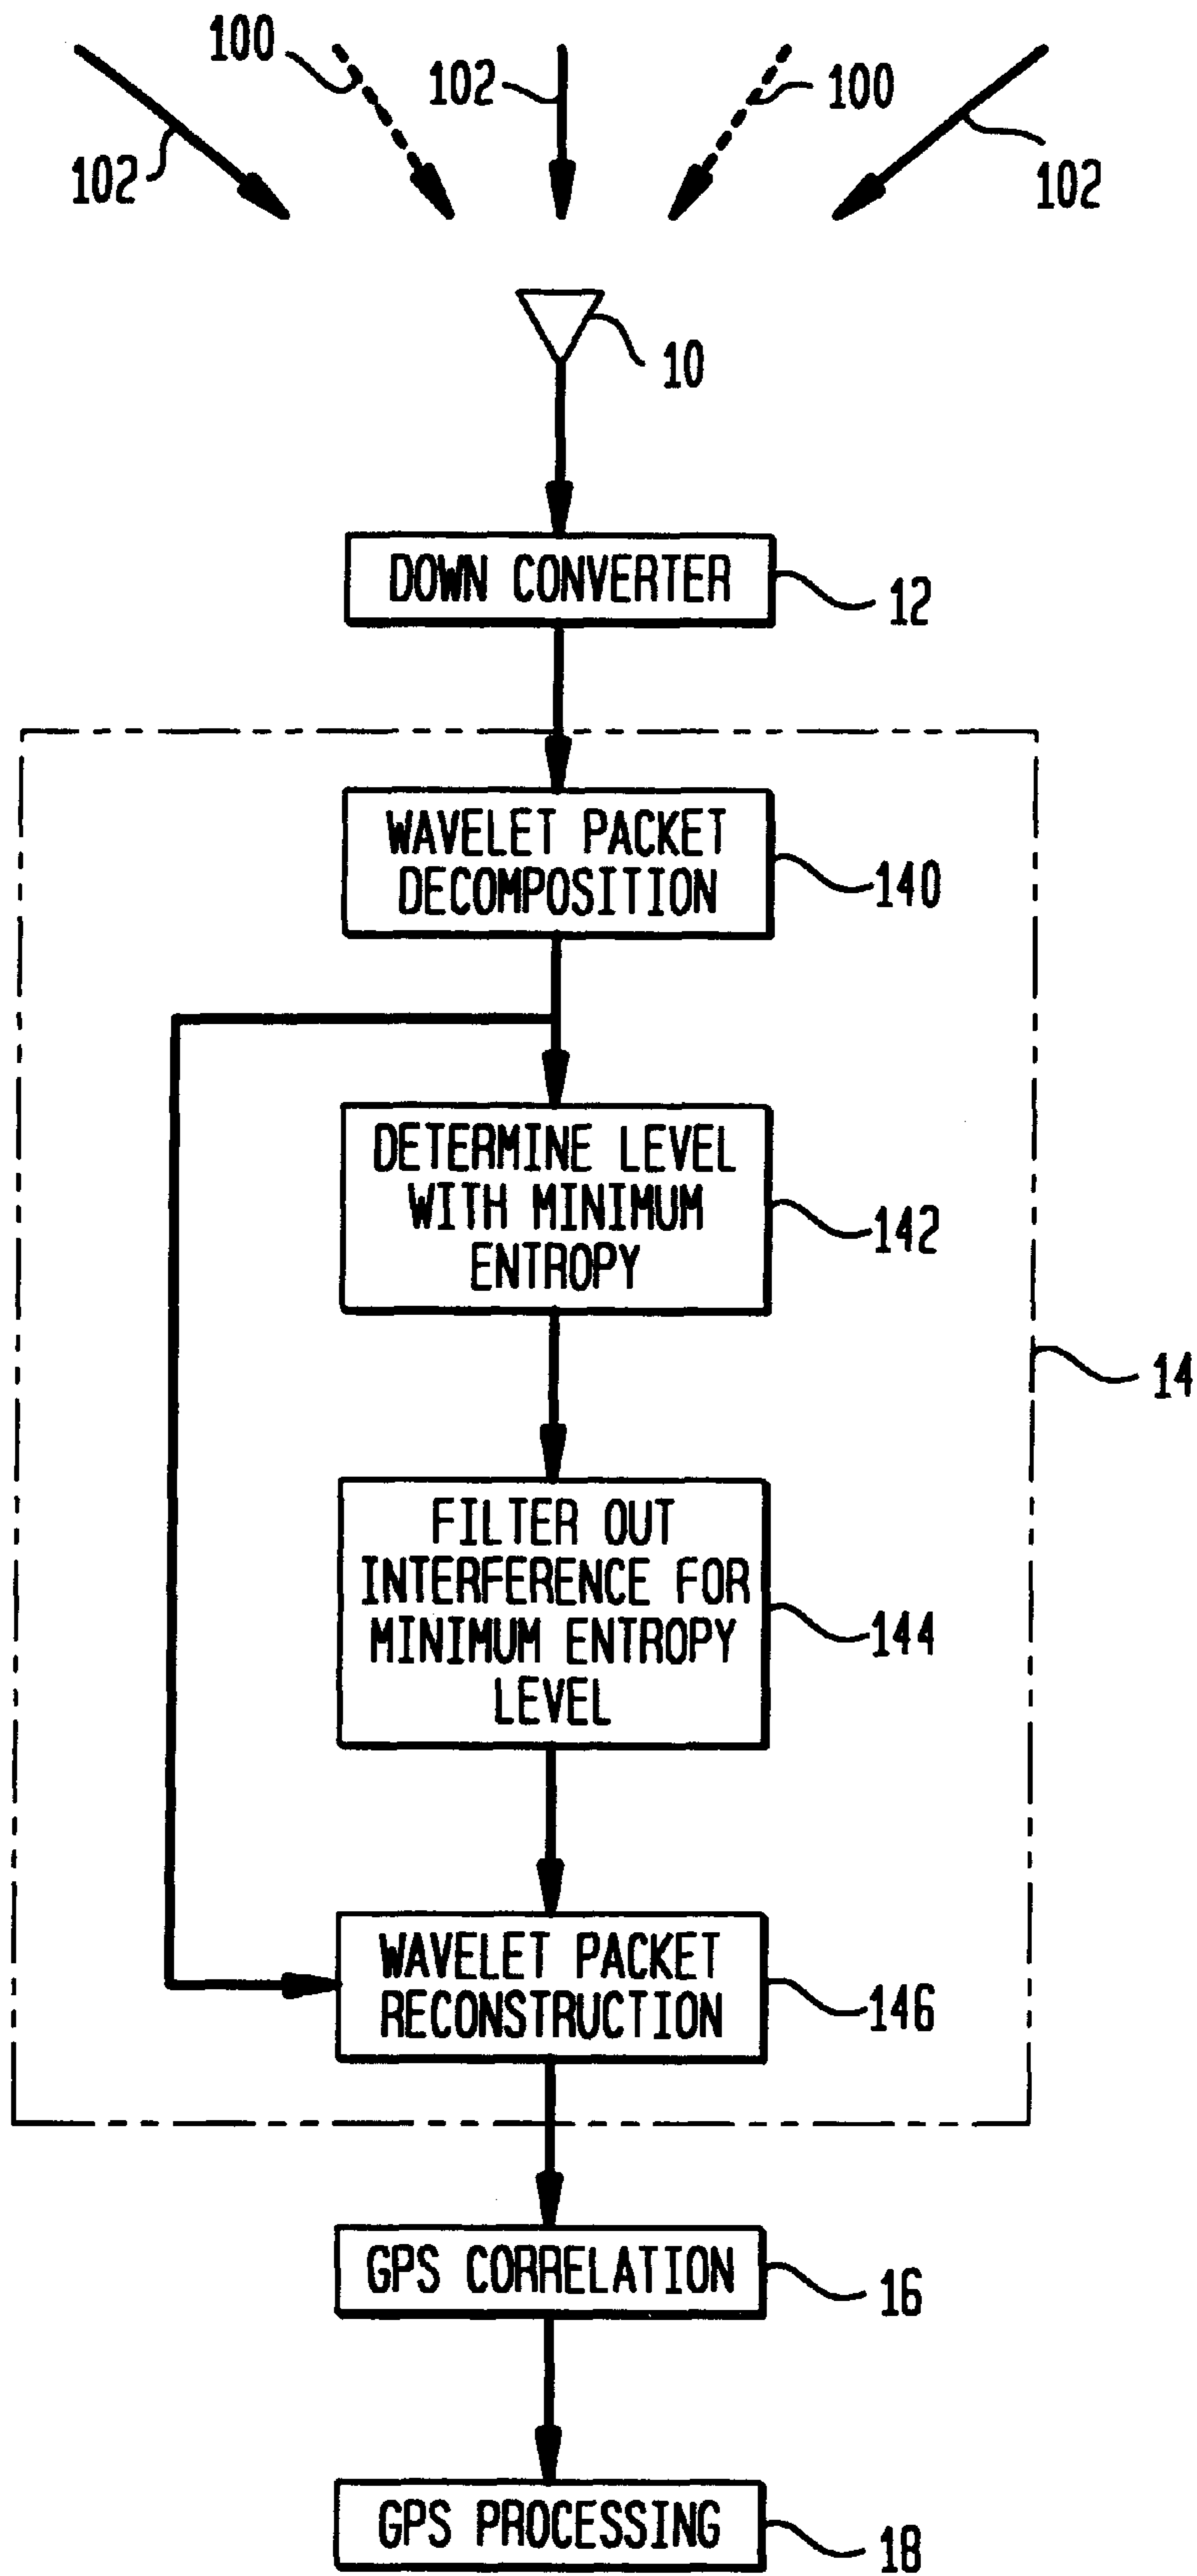 100
102
100
102
102
10
DOWN CONVERTER
12
WAVELET PACKET
DECOMPOSITION
140
DETERMINE LEVEL
WITH MINIMUM
ENTROPY
142
14
FILTER OUT
INTERFERENCE FOR
MINIMUM ENTROPY
LEVEL
144
WAVELET PACKET
RECONSTRUCTION
146
GPS CORRELATION
16
GPS PROCESSING
18